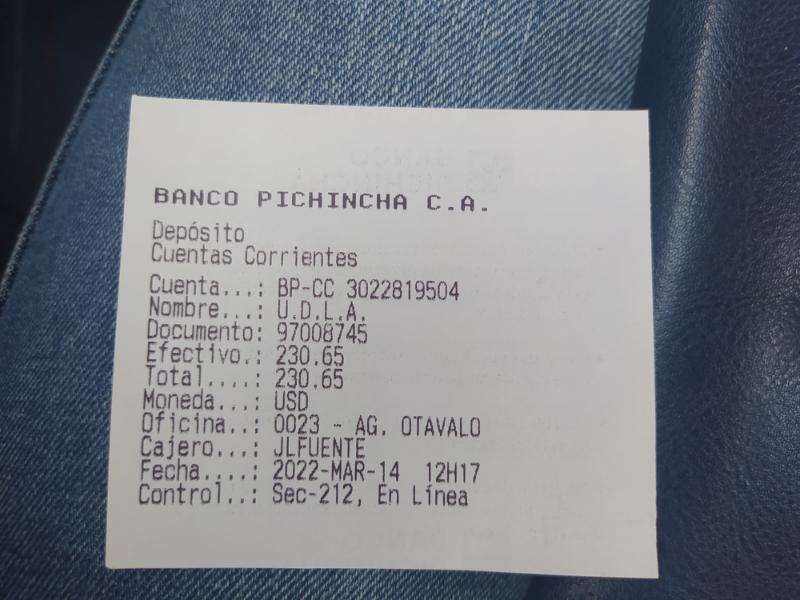 BANCO PICHINCHA C.A.
Depósito
Cuentas Corrientes
Cuenta...: BP-CC 3022819504
Nombre...: U.D.L.A.
Documento: 97008745
Efectivo.: 230.65
Total....: 230.65
Moneda...: USD
Oficina..: 0023 - AG. OTAVALO
Cajero...: JLFUENTE
Fecha....: 2022-MAR-14 12H17
Control..: Sec-212, En Línea